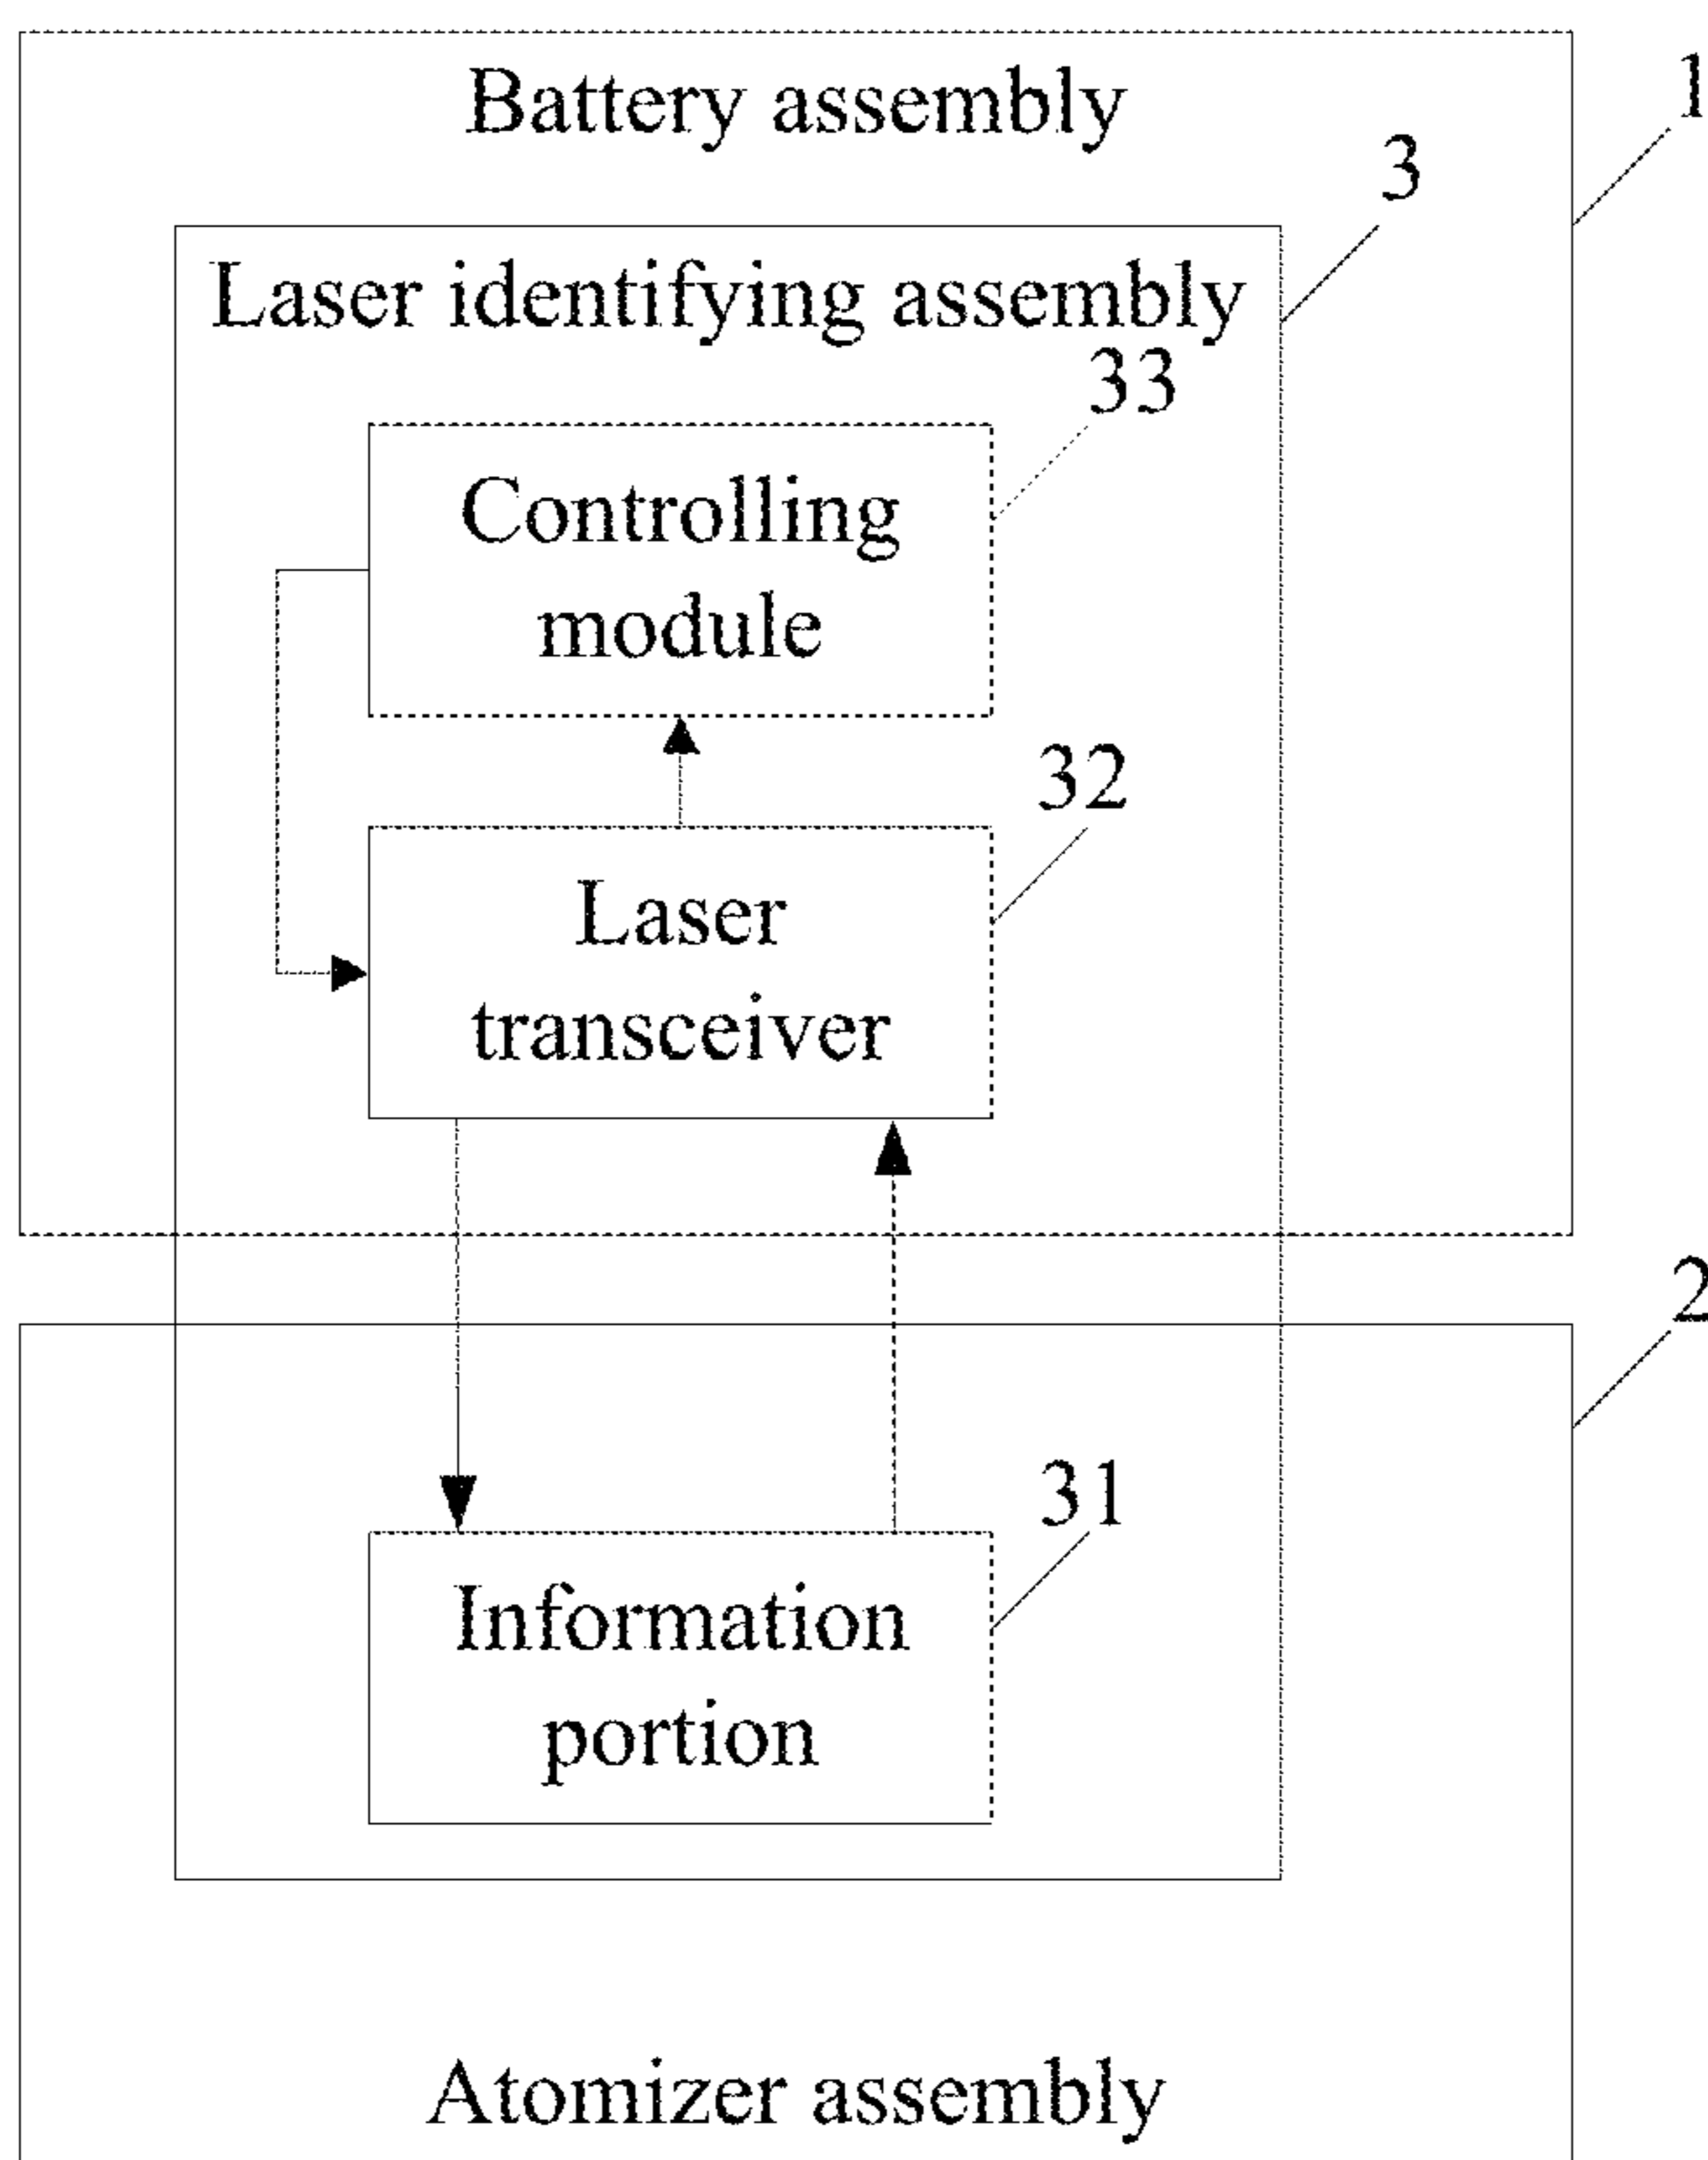 Battery assembly
1
3
Laser identifying assembly
33
Controlling
module
32
Laser
transceiver
2
31
Information
portion
Atomizer assembly